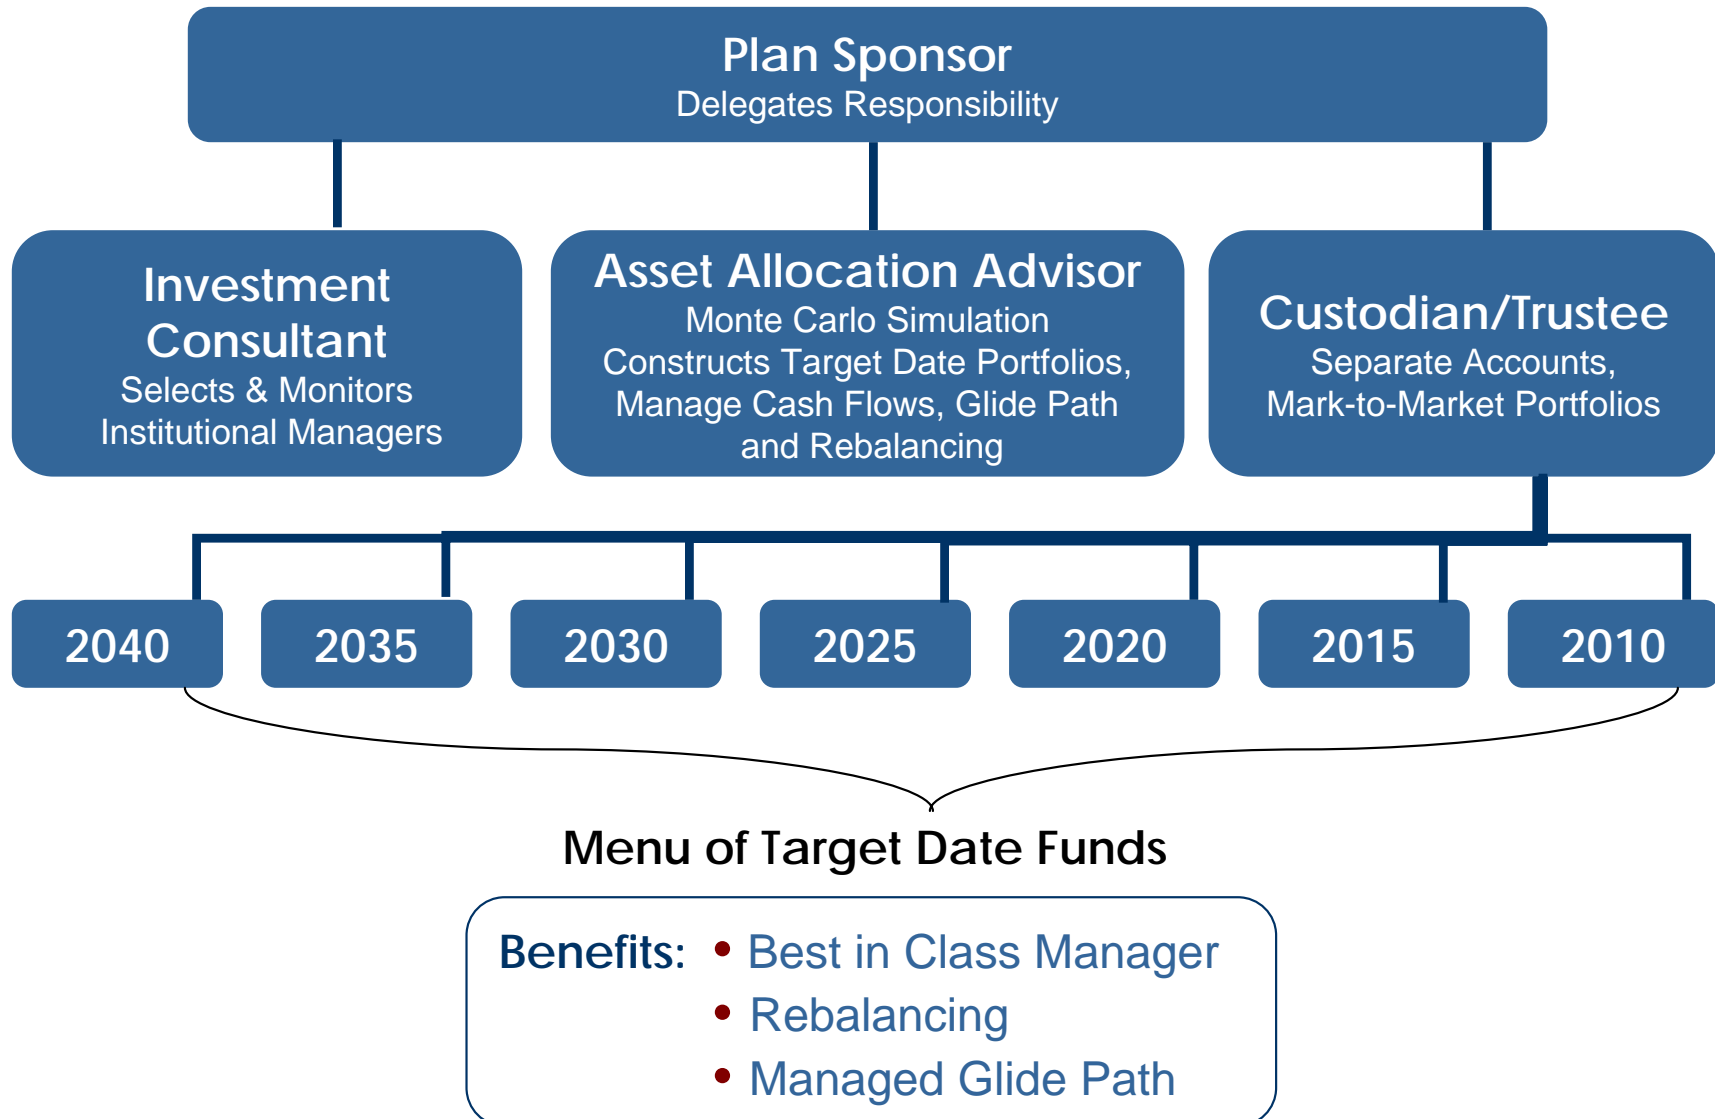 Plan Sponsor
Delegates Responsibility
Investment
Consultant
Selects & Monitors
Institutional Managers
Asset Allocation Advisor
Monte Carlo Simulation
Constructs Target Date Portfolios,
Manage Cash Flows, Glide Path
and Rebalancing
Custodian/Trustee
Separate Accounts,
Mark-to-Market Portfolios
2040 2035 2030 2025 2020 2015 2010
Menu of Target Date Funds
Benefits: • Best in Class Manager
• Rebalancing
• Managed Glide Path